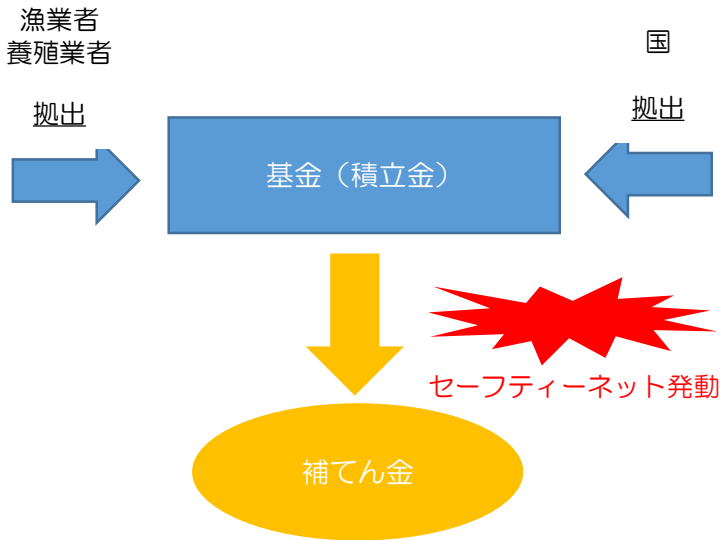 漁業者
養殖業者
拠出
国
拠出
基金（積立金）
セーフティーネット発動
補てん金